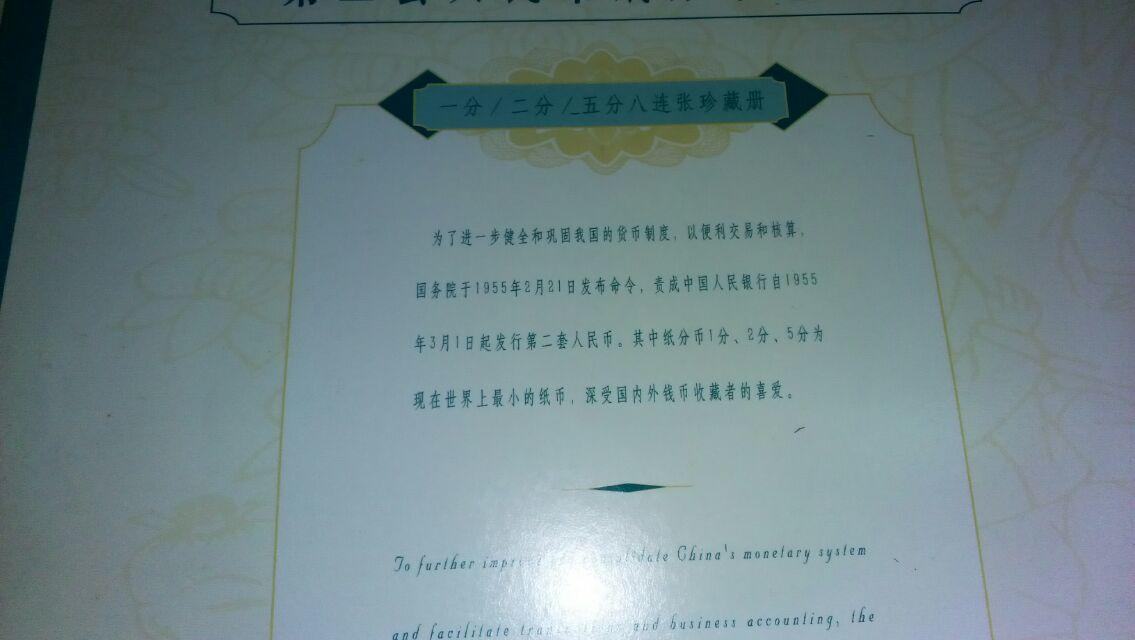 一分/二分/五分八连张珍藏册
为了进一步健全和巩固我国的货币制度，以便利交易和核算，
国务院于1955年2月21日发布命令，责成中国人民银行自1955
年3月1日起发行第二套人民币。其中纸分币1分、2分、5分为
现在世界上最小的纸币，深受国内外钱币收藏者的喜爱。
To further China's monetary system
and facilitate and business accounting, the